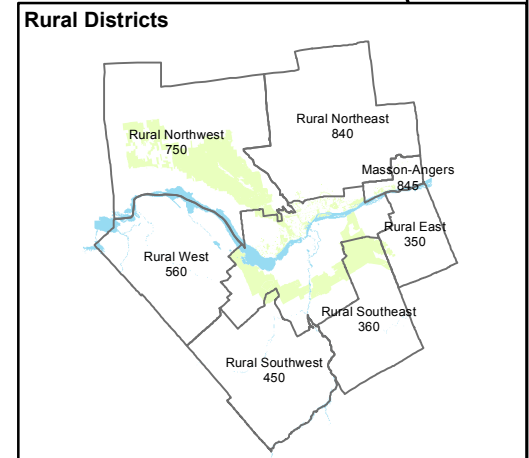 Rural Districts
Rural Northeast
840
Rural Northwest
750
Masson-Angers
845
Rural East
350
Rural West
560
Rural Southeast
360
Rural Southwest
450